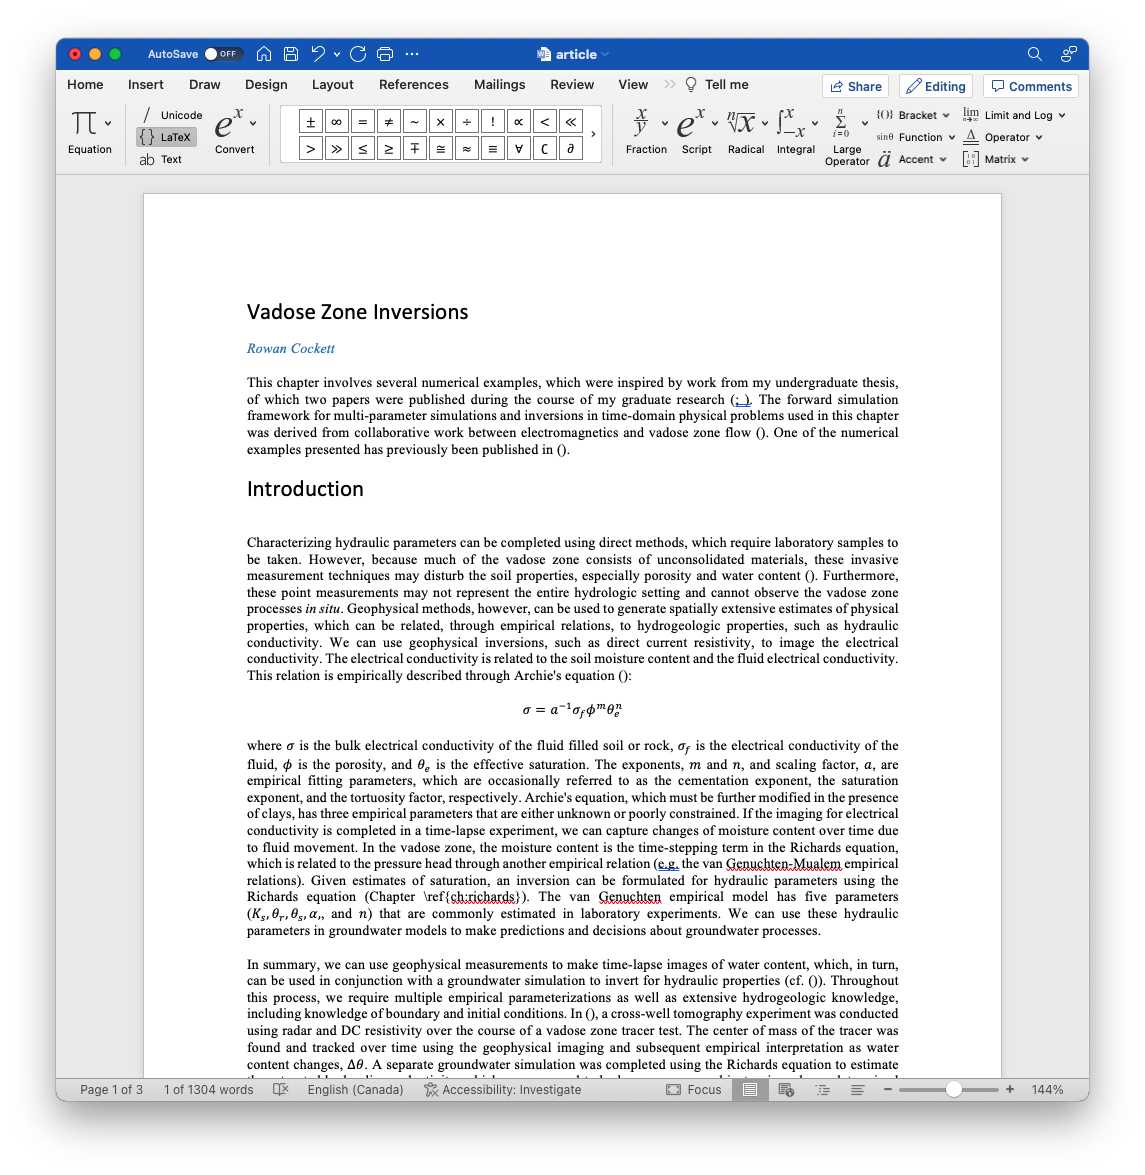 AutoSave OFF article
Home Insert Draw Design Layout References Mailings Review View Tell me Share Editing Comments
π Equation
Unicode
{} LaTeX
ab Text
eˣ Convert
± ∞ = ≠ ~ × ÷ ! ∝ < ≪
> ≫ ≤ ≥ ∓ ≅ ≈ ≡ ∀ ∁ ∂
Fraction Script Radical Integral Large Operator
{()} Bracket
sinθ Function
ä Accent
lim n→∞ Limit and Log
Δ Operator
Matrix
Vadose Zone Inversions
Rowan Cockett
This chapter involves several numerical examples, which were inspired by work from my undergraduate thesis,
of which two papers were published during the course of my graduate research (; ). The forward simulation
framework for multi-parameter simulations and inversions in time-domain physical problems used in this chapter
was derived from collaborative work between electromagnetics and vadose zone flow (). One of the numerical
examples presented has previously been published in ().
Introduction
Characterizing hydraulic parameters can be completed using direct methods, which require laboratory samples to
be taken. However, because much of the vadose zone consists of unconsolidated materials, these invasive
measurement techniques may disturb the soil properties, especially porosity and water content (). Furthermore,
these point measurements may not represent the entire hydrologic setting and cannot observe the vadose zone
processes in situ. Geophysical methods, however, can be used to generate spatially extensive estimates of physical
properties, which can be related, through empirical relations, to hydrogeologic properties, such as hydraulic
conductivity. We can use geophysical inversions, such as direct current resistivity, to image the electrical
conductivity. The electrical conductivity is related to the soil moisture content and the fluid electrical conductivity.
This relation is empirically described through Archie's equation ():
σ = a⁻¹σ_fϕᵐθₑⁿ
where σ is the bulk electrical conductivity of the fluid filled soil or rock, σ_f is the electrical conductivity of the
fluid, ϕ is the porosity, and θₑ is the effective saturation. The exponents, m and n, and scaling factor, a, are
empirical fitting parameters, which are occasionally referred to as the cementation exponent, the saturation
exponent, and the tortuosity factor, respectively. Archie's equation, which must be further modified in the presence
of clays, has three empirical parameters that are either unknown or poorly constrained. If the imaging for electrical
conductivity is completed in a time-lapse experiment, we can capture changes of moisture content over time due
to fluid movement. In the vadose zone, the moisture content is the time-stepping term in the Richards equation,
which is related to the pressure head through another empirical relation (e.g. the van Genuchten-Mualem empirical
relations). Given estimates of saturation, an inversion can be formulated for hydraulic parameters using the
Richards equation (Chapter \ref{ch:richards}). The van Genuchten empirical model has five parameters
(Kₛ, θᵣ, θₛ, α,, and n) that are commonly estimated in laboratory experiments. We can use these hydraulic
parameters in groundwater models to make predictions and decisions about groundwater processes.
In summary, we can use geophysical measurements to make time-lapse images of water content, which, in turn,
can be used in conjunction with a groundwater simulation to invert for hydraulic properties (cf. ()). Throughout
this process, we require multiple empirical parameterizations as well as extensive hydrogeologic knowledge,
including knowledge of boundary and initial conditions. In (), a cross-well tomography experiment was conducted
using radar and DC resistivity over the course of a vadose zone tracer test. The center of mass of the tracer was
found and tracked over time using the geophysical imaging and subsequent empirical interpretation as water
content changes, Δθ. A separate groundwater simulation was completed using the Richards equation to estimate
Page 1 of 3 1 of 1304 words English (Canada) Accessibility: Investigate Focus 144%